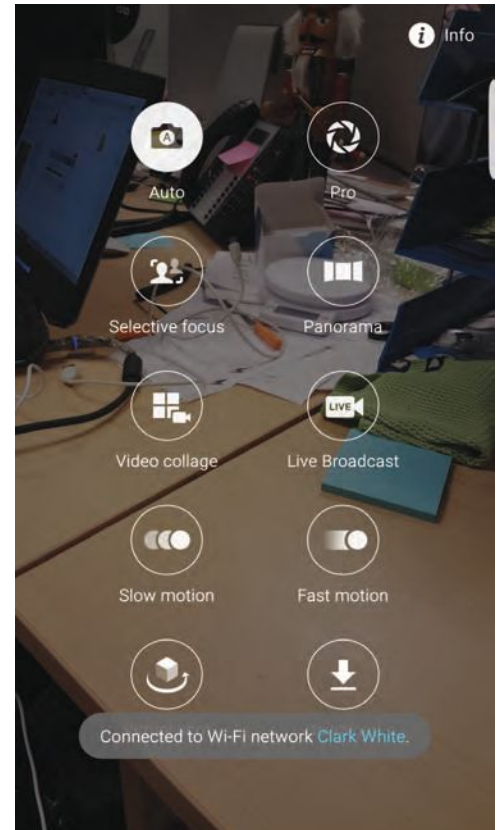 Info
Auto
Pro
Selective focus
Panorama
Video collage
LIVE
Live Broadcast
Slow motion
Fast motion
Connected to Wi-Fi network Clark White.